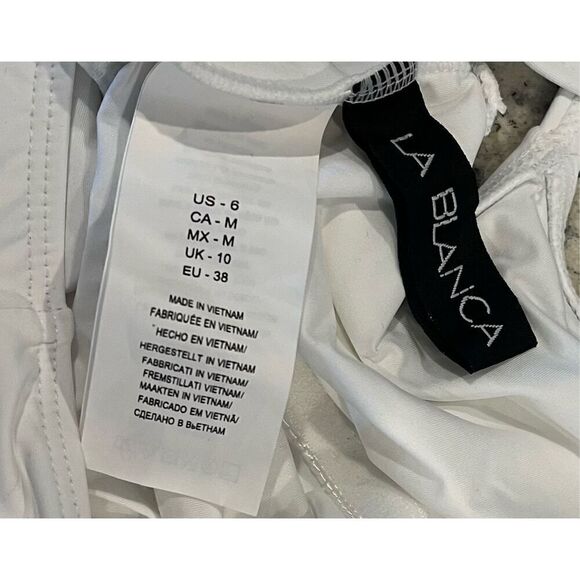 US - 6
CA - M
MX - M
UK - 10
EU - 38
MADE IN VIETNAM
FABRIQUÉE EN VIETNAM/
HECHO EN VIETNAM/
HERGESTELLT IN VIETNAM/
FABBRICATI IN VIETNAM/
FREMSTILLATI VIETNAM/
MAAKTEN IN VIETNAM/
FABRICADO EM VIETNÃ/
СДЕЛАНО В ВЬЕТНАМ
LA BLANCA